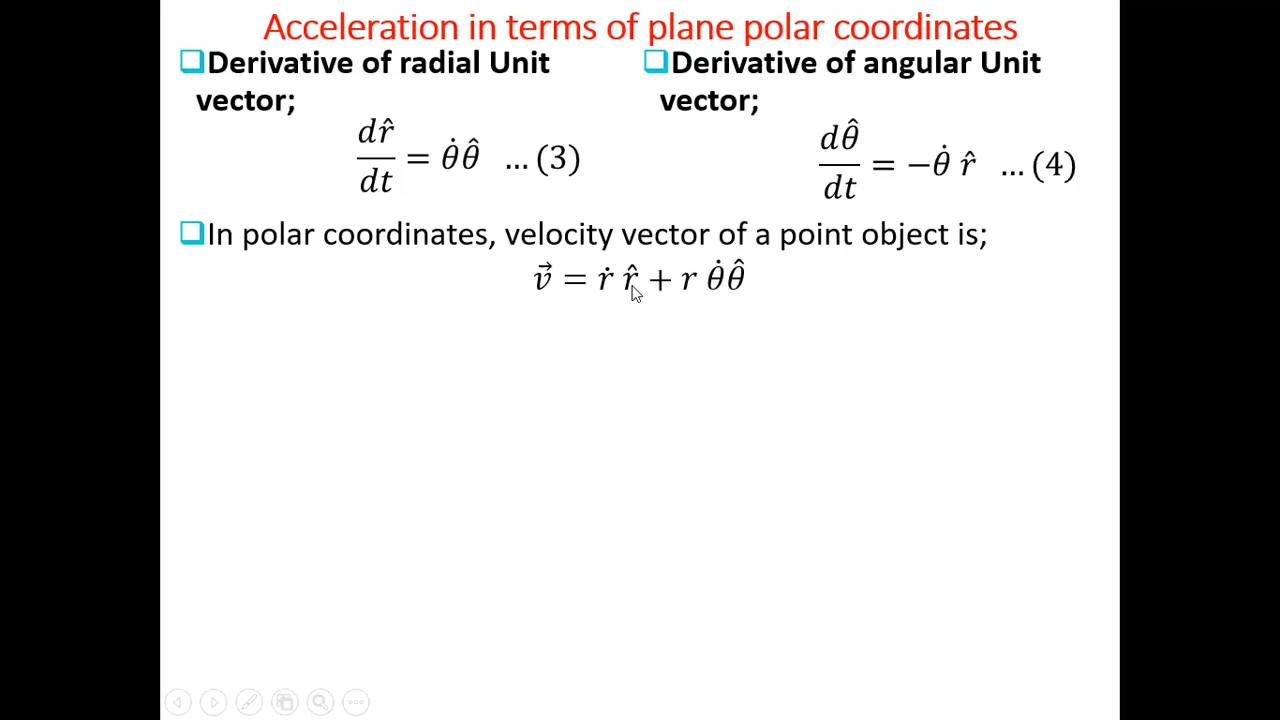 Acceleration in terms of plane polar coordinates
❑Derivative of radial Unit
vector;
dr̂/dt = θ̇θ̂ …(3)
❑Derivative of angular Unit
vector;
dθ̂/dt = −θ̇ r̂ …(4)
❑In polar coordinates, velocity vector of a point object is;
v⃗ = ṙ r̂ + r θ̇θ̂